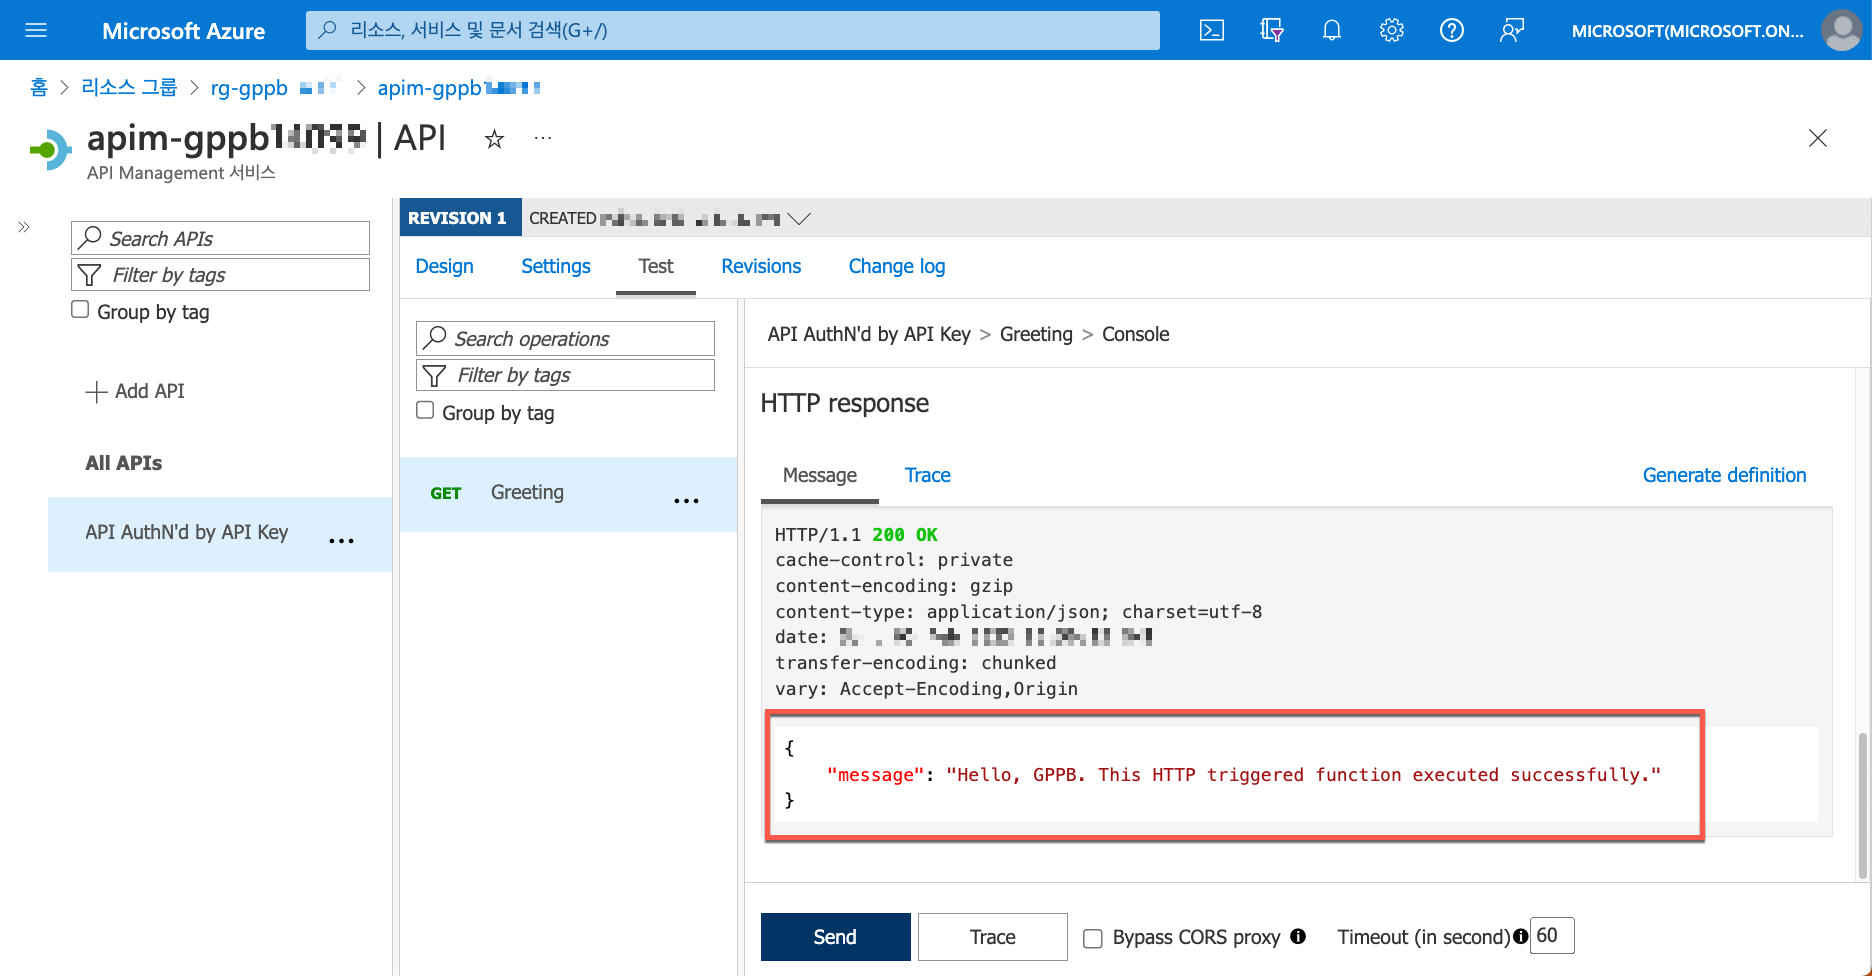 Microsoft Azure
리소스, 서비스 및 문서 검색(G+/)
MICROSOFT(MICROSOFT.ON...
홈 > 리소스 그룹 > rg-gppb > apim-gppb
apim-gppb | API
API Management 서비스
Search APIs
Filter by tags
Group by tag
Add API
All APIs
API AuthN'd by API Key
REVISION 1 CREATED
Design Settings Test Revisions Change log
Search operations
Filter by tags
Group by tag
GET Greeting
API AuthN'd by API Key > Greeting > Console
HTTP response
Message Trace Generate definition
HTTP/1.1 200 OK
cache-control: private
content-encoding: gzip
content-type: application/json; charset=utf-8
date:
transfer-encoding: chunked
vary: Accept-Encoding,Origin
{
"message": "Hello, GPPB. This HTTP triggered function executed successfully."
}
Send Trace Bypass CORS proxy Timeout (in second) 60